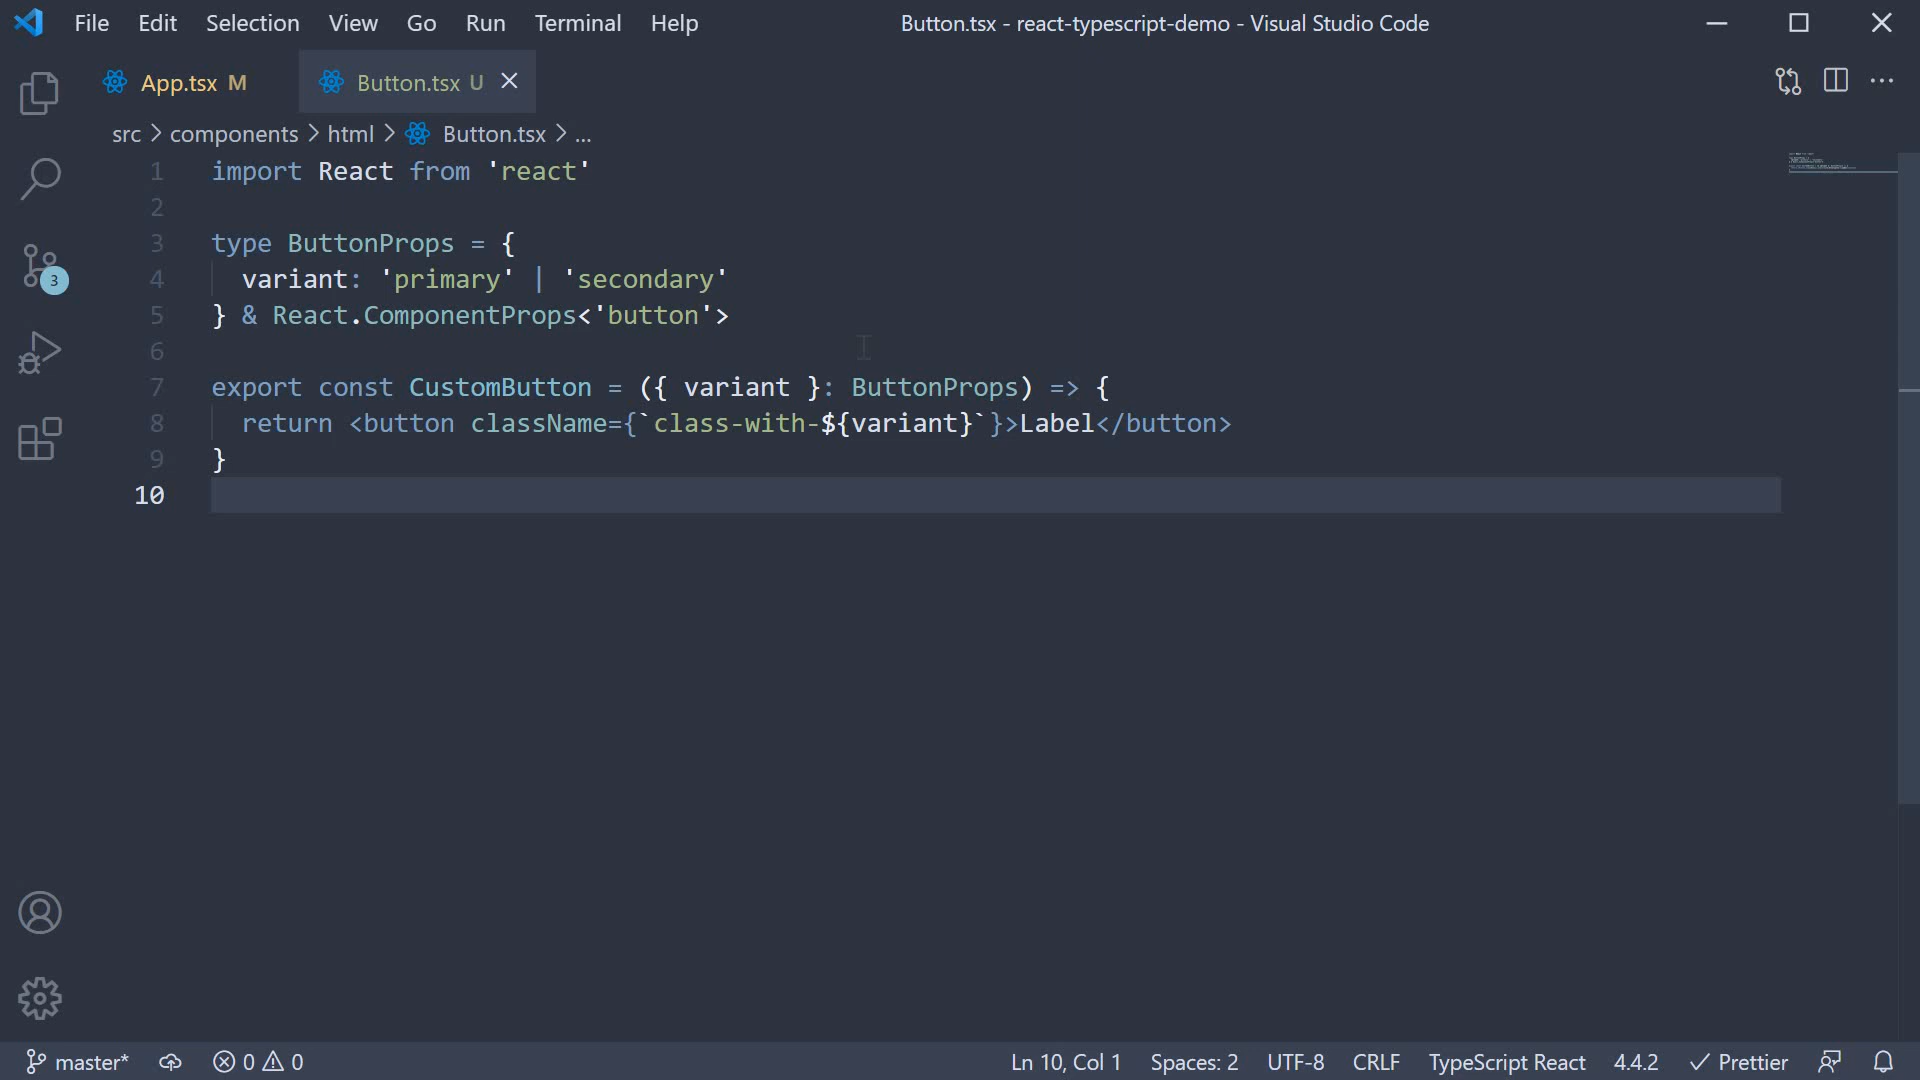 File Edit Selection View Go Run Terminal Help Button.tsx - react-typescript-demo - Visual Studio Code
App.tsx M Button.tsx U
src > components > html > Button.tsx > ...
1 import React from 'react'
2
3 type ButtonProps = {
4 variant: 'primary' | 'secondary'
5 } & React.ComponentProps<'button'>
6
7 export const CustomButton = ({ variant }: ButtonProps) => {
8 return <button className={`class-with-${variant}`}>Label</button>
9 }
10
3
master* 0 0 Ln 10, Col 1 Spaces: 2 UTF-8 CRLF TypeScript React 4.4.2 Prettier